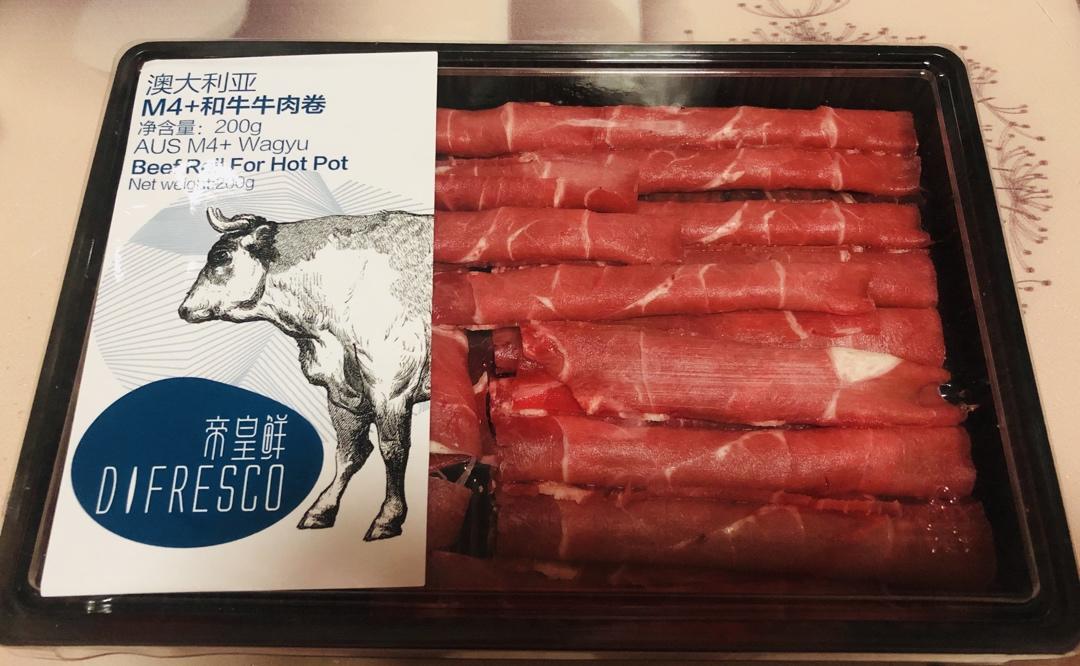 澳大利亚
M4+和牛牛肉卷
净含量：200g
AUS M4+ Wagyu
Beef Roll For Hot Pot
Net weight:200g
帝皇鲜
DIFRESCO